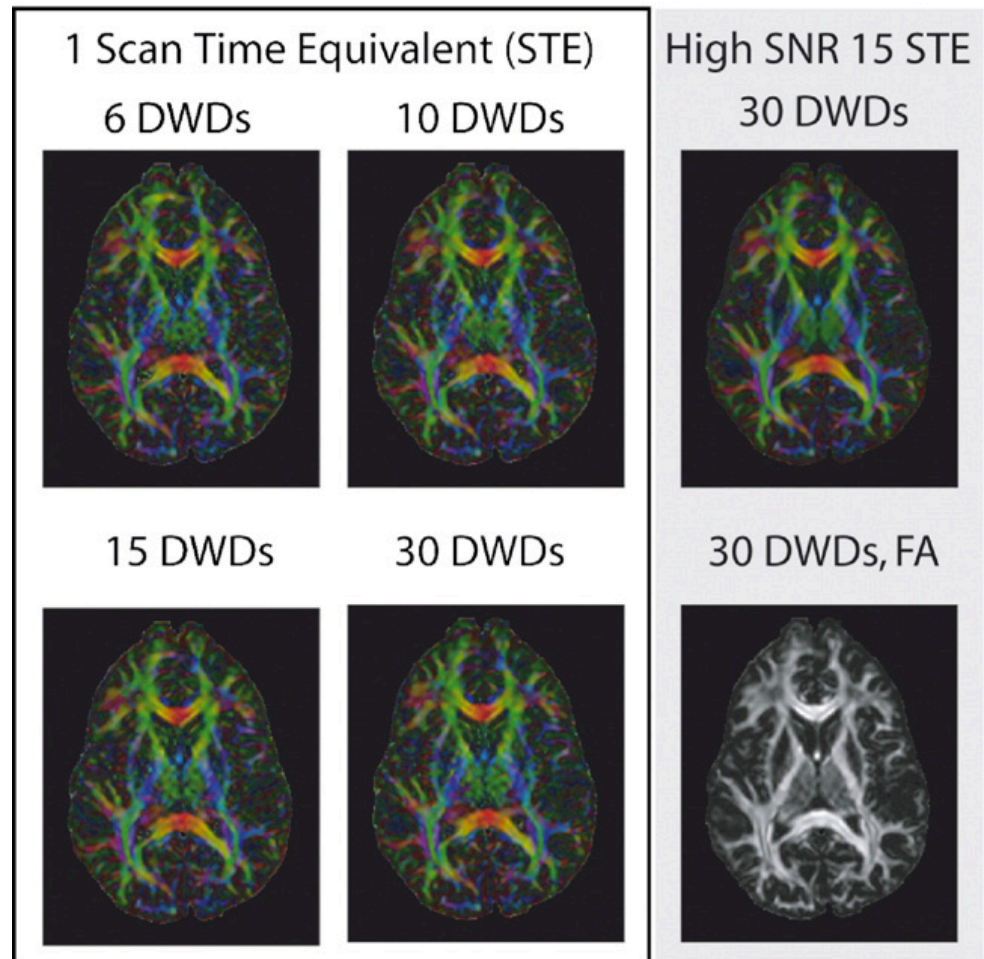 1 Scan Time Equivalent (STE)
6 DWDs
10 DWDs
15 DWDs
30 DWDs
High SNR 15 STE
30 DWDs
30 DWDs, FA